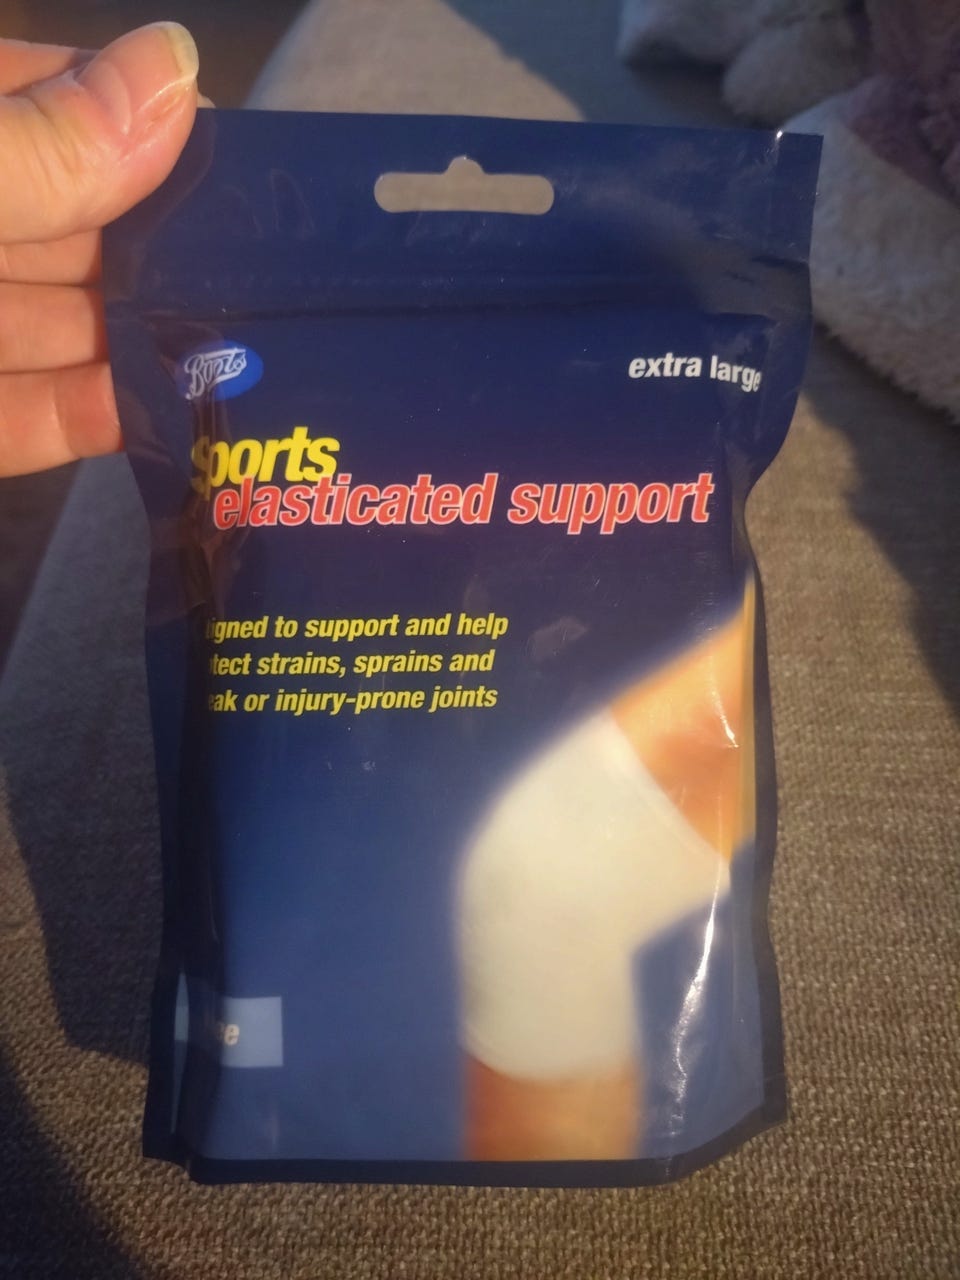 Boots
extra large
sports
elasticated support
igned to support and help
tect strains, sprains and
eak or injury-prone joints